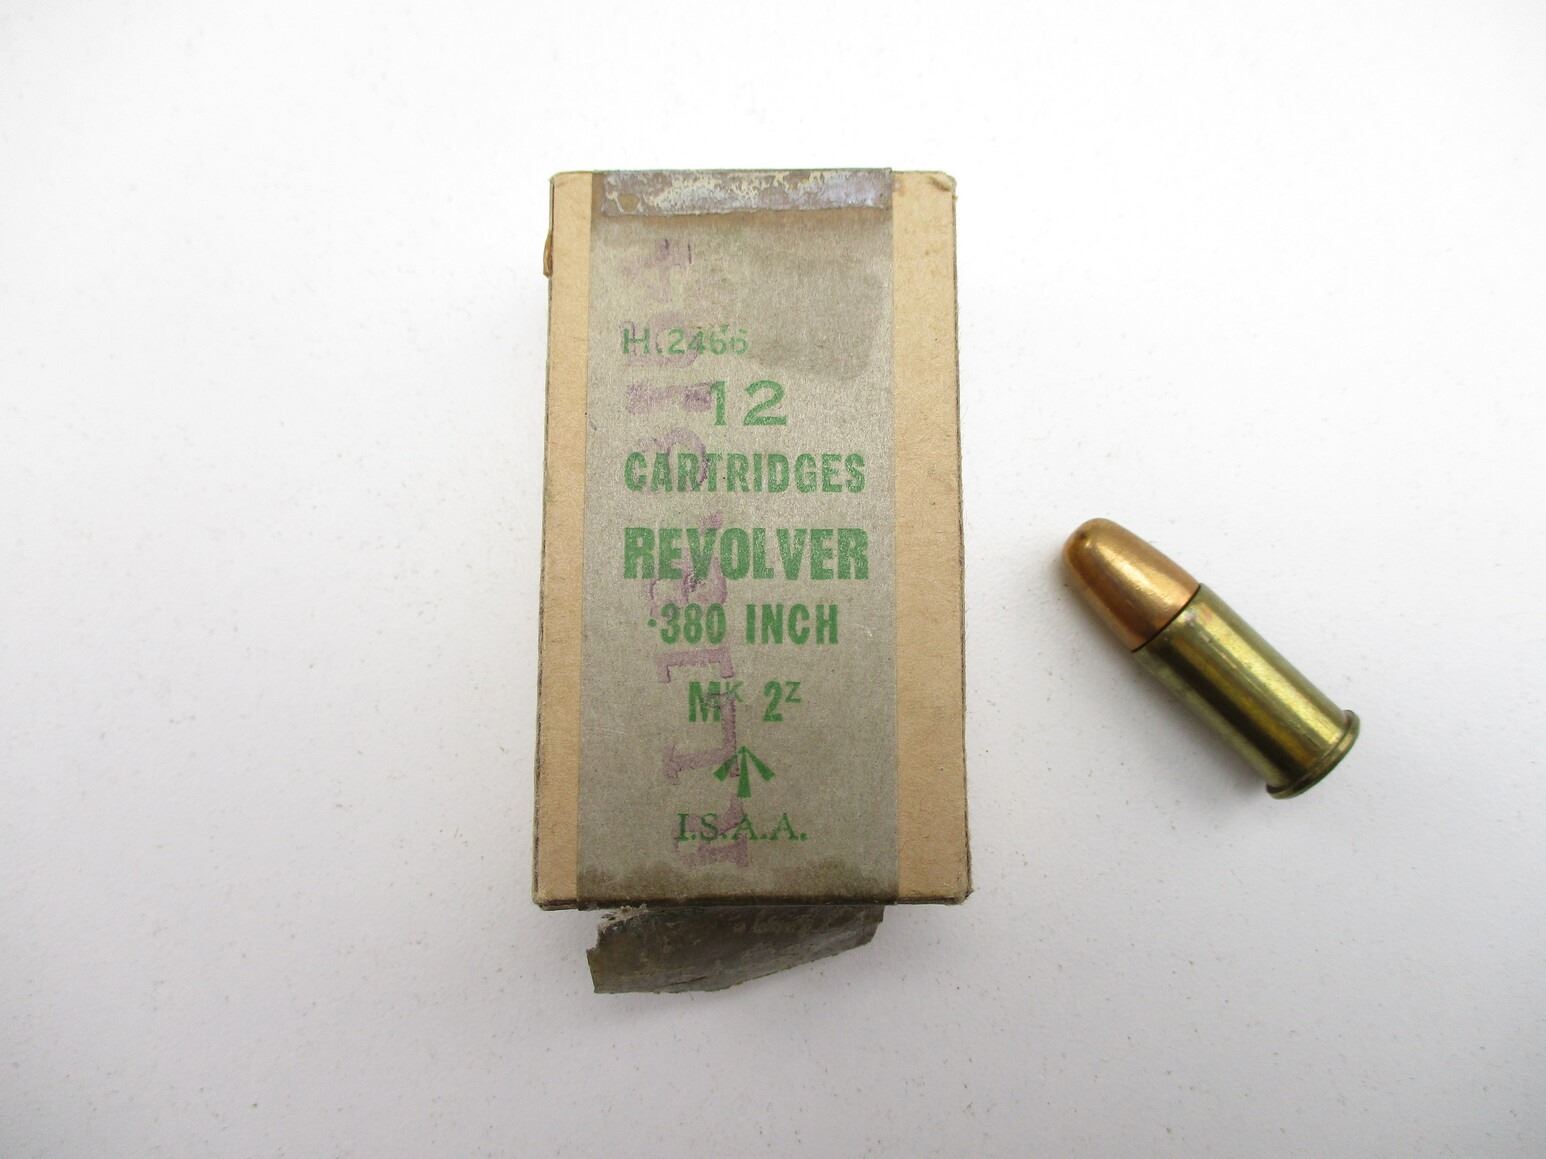 H.2466
12
CARTRIDGES
REVOLVER
·380 INCH
Mᴷ 2ᶻ
I.S.A.A.